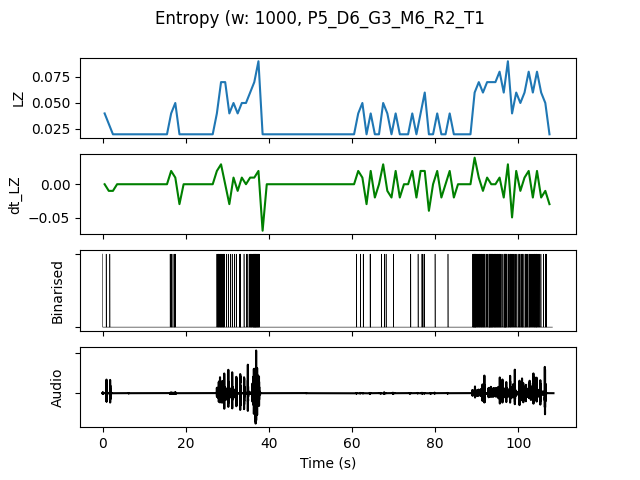 Entropy (w: 1000, P5_D6_G3_M6_R2_T1
LZ
0.075
0.050
0.025
dt_LZ
0.00
−0.05
Binarised
Audio
0
20
40
60
80
100
Time (s)